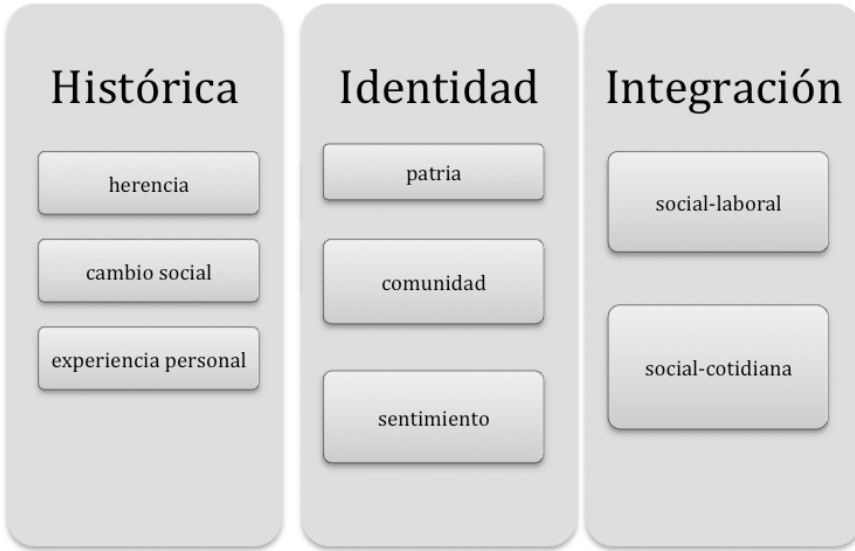 Histórica
herencia
cambio social
experiencia personal
Identidad
patria
comunidad
sentimiento
Integración
social-laboral
social-cotidiana